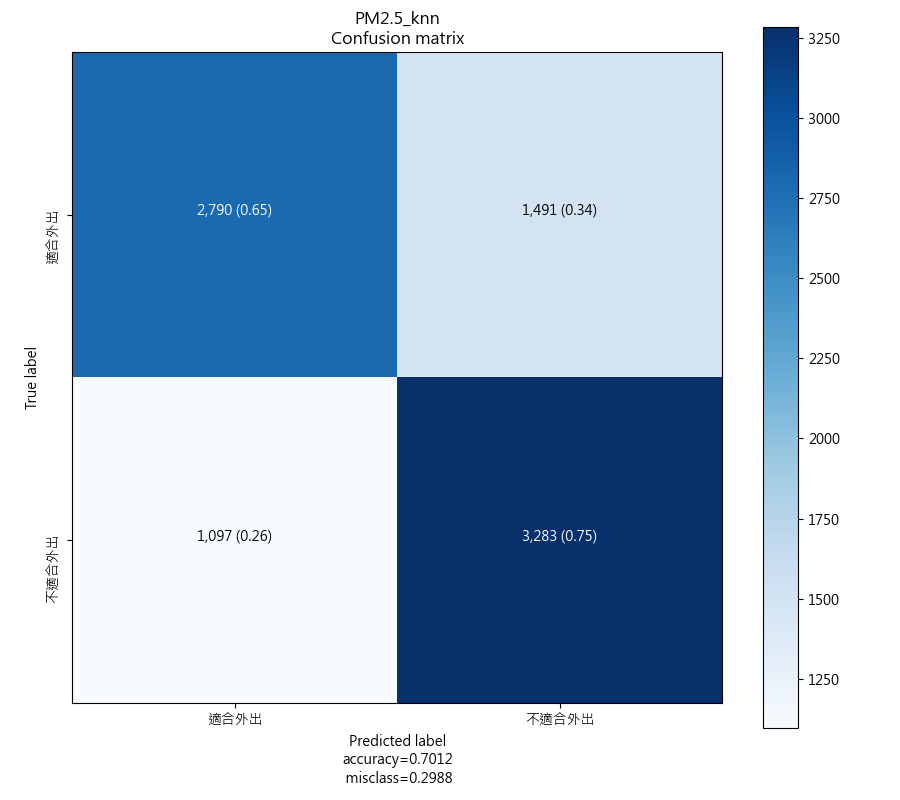 PM2.5_knn
Confusion matrix
True label
適合外出
2,790 (0.65)
1,491 (0.34)
不適合外出
1,097 (0.26)
3,283 (0.75)
適合外出
不適合外出
Predicted label
accuracy=0.7012
misclass=0.2988
3250
3000
2750
2500
2250
2000
1750
1500
1250